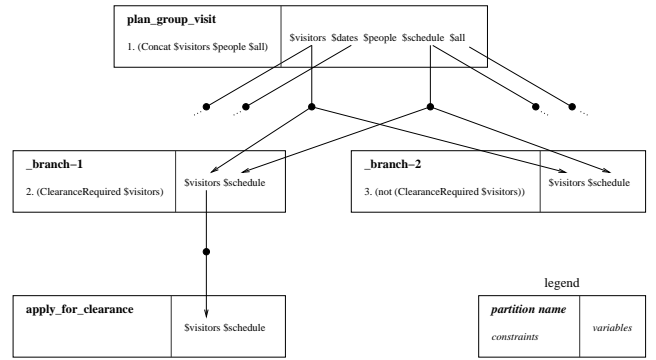 plan_group_visit
$visitors $dates $people $schedule $all
1. (Concat $visitors $people $all)
_branch−1
$visitors $schedule
2. (ClearanceRequired $visitors)
_branch−2
$visitors $schedule
3. (not (ClearanceRequired $visitors))
apply_for_clearance
$visitors $schedule
legend
partition name
constraints
variables